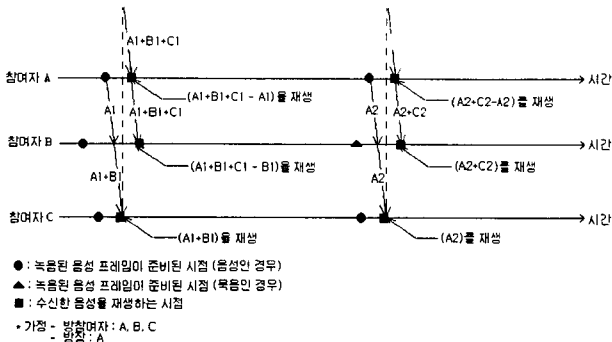 A1+B1+C1
참여자 A
시간
A1
(A1+B1+C1 - A1)을 재생
A1+B1+C1
A2
(A2+C2-A2)를 재생
A2+C2
참여자 B
시간
A1+B1
(A1+B1+C1 - B1)을 재생
A2
(A2+C2)를 재생
참여자 C
시간
(A1+B1)을 재생
(A2)를 재생
● : 녹음된 음성 프레임이 준비된 시점 (음성인 경우)
▲ : 녹음된 음성 프레임이 준비된 시점 (묵음인 경우)
■ : 수신한 음성을 재생하는 시점
* 가정 - 방참여자 : A, B, C
- 방장 : A